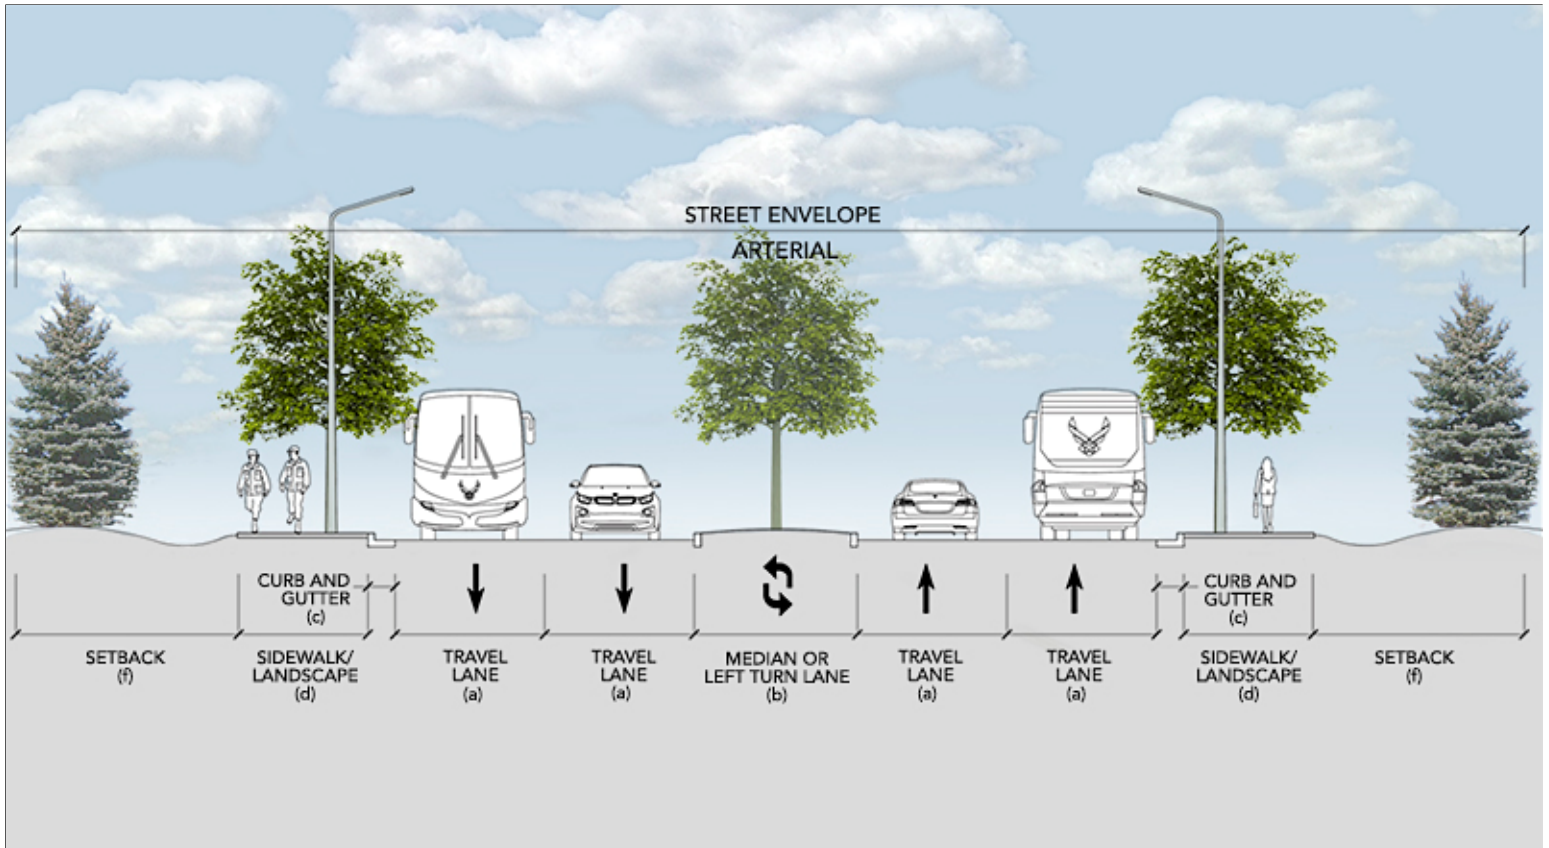 STREET ENVELOPE
ARTERIAL
CURB AND
GUTTER
(c)
CURB AND
GUTTER
(c)
SETBACK
(f)
SIDEWALK/
LANDSCAPE
(d)
TRAVEL
LANE
(a)
TRAVEL
LANE
(a)
MEDIAN OR
LEFT TURN LANE
(b)
TRAVEL
LANE
(a)
TRAVEL
LANE
(a)
SIDEWALK/
LANDSCAPE
(d)
SETBACK
(f)